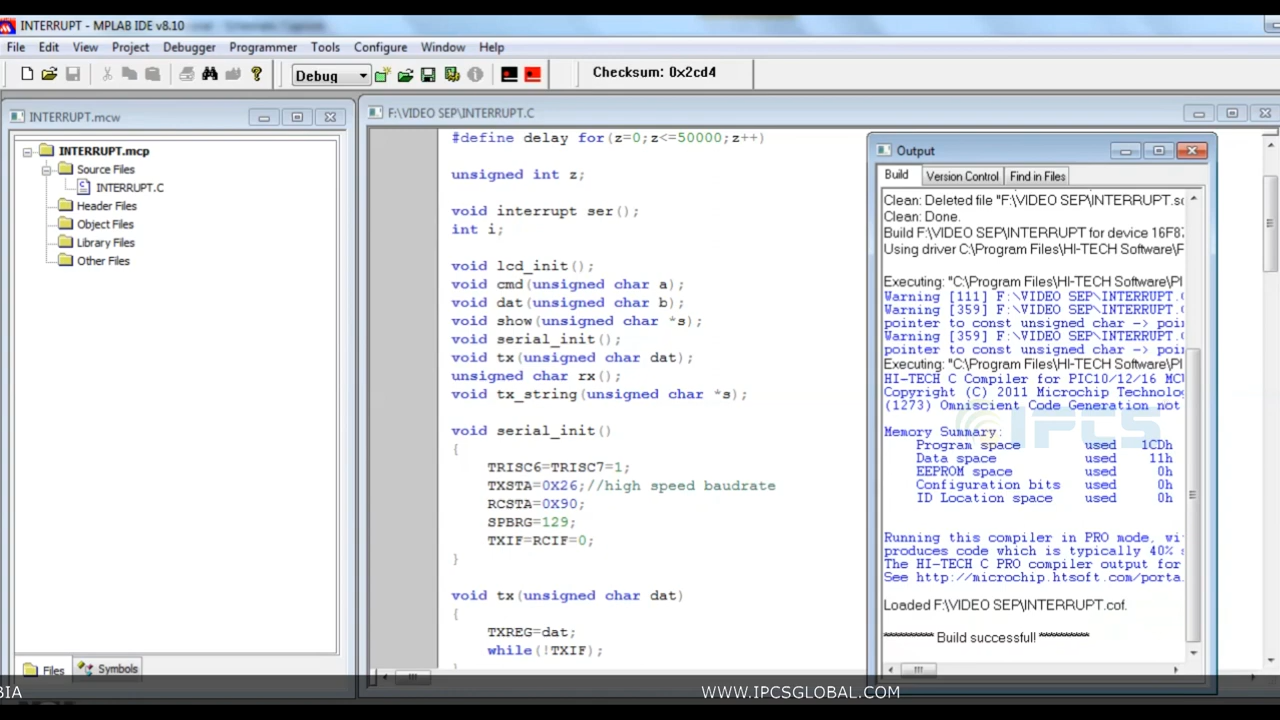 INTERRUPT - MPLAB IDE v8.10
File Edit View Project Debugger Programmer Tools Configure Window Help
Debug
Checksum: 0x2cd4
INTERRUPT.mcw
INTERRUPT.mcp
Source Files
INTERRUPT.C
Header Files
Object Files
Library Files
Other Files
Files
Symbols
F:\VIDEO SEP\INTERRUPT.C
#define delay for(z=0;z<=50000;z++)
unsigned int z;
void interrupt ser();
int i;
void lcd_init();
void cmd(unsigned char a);
void dat(unsigned char b);
void show(unsigned char *s);
void serial_init();
void tx(unsigned char dat);
unsigned char rx();
void tx_string(unsigned char *s);
void serial_init()
{
TRISC6=TRISC7=1;
TXSTA=0X26;//high speed baudrate
RCSTA=0X90;
SPBRG=129;
TXIF=RCIF=0;
}
void tx(unsigned char dat)
{
TXREG=dat;
while(!TXIF);
Output
Build
Version Control
Find in Files
Clean: Deleted file "F:\VIDEO SEP\INTERRUPT.s
Clean: Done.
Build F:\VIDEO SEP\INTERRUPT for device 16F8
Using driver C:\Program Files\HI-TECH Software\
Executing: "C:\Program Files\HI-TECH Software\P
Warning [111] F:\VIDEO SEP\INTERRUPT.
Warning [359] F:\VIDEO SEP\INTERRUPT.
pointer to const unsigned char -> poi
Warning [359] F:\VIDEO SEP\INTERRUPT.
pointer to const unsigned char -> poi
Executing: "C:\Program Files\HI-TECH Software\P
HI-TECH C Compiler for PIC10/12/16 MC
Copyright (C) 2011 Microchip Technolo
(1273) Omniscient Code Generation not
Memory Summary:
Program space used 1CDh
Data space used 11h
EEPROM space used 0h
Configuration bits used 0h
ID Location space used 0h
Running this compiler in PRO mode, wi
produces code which is typically 40%
The HI-TECH C PRO compiler output for
See http://microchip.htsoft.com/porta
Loaded F:\VIDEO SEP\INTERRUPT.cof.
********** Build successful! **********
IPCS
BIA
WWW.IPCSGLOBAL.COM